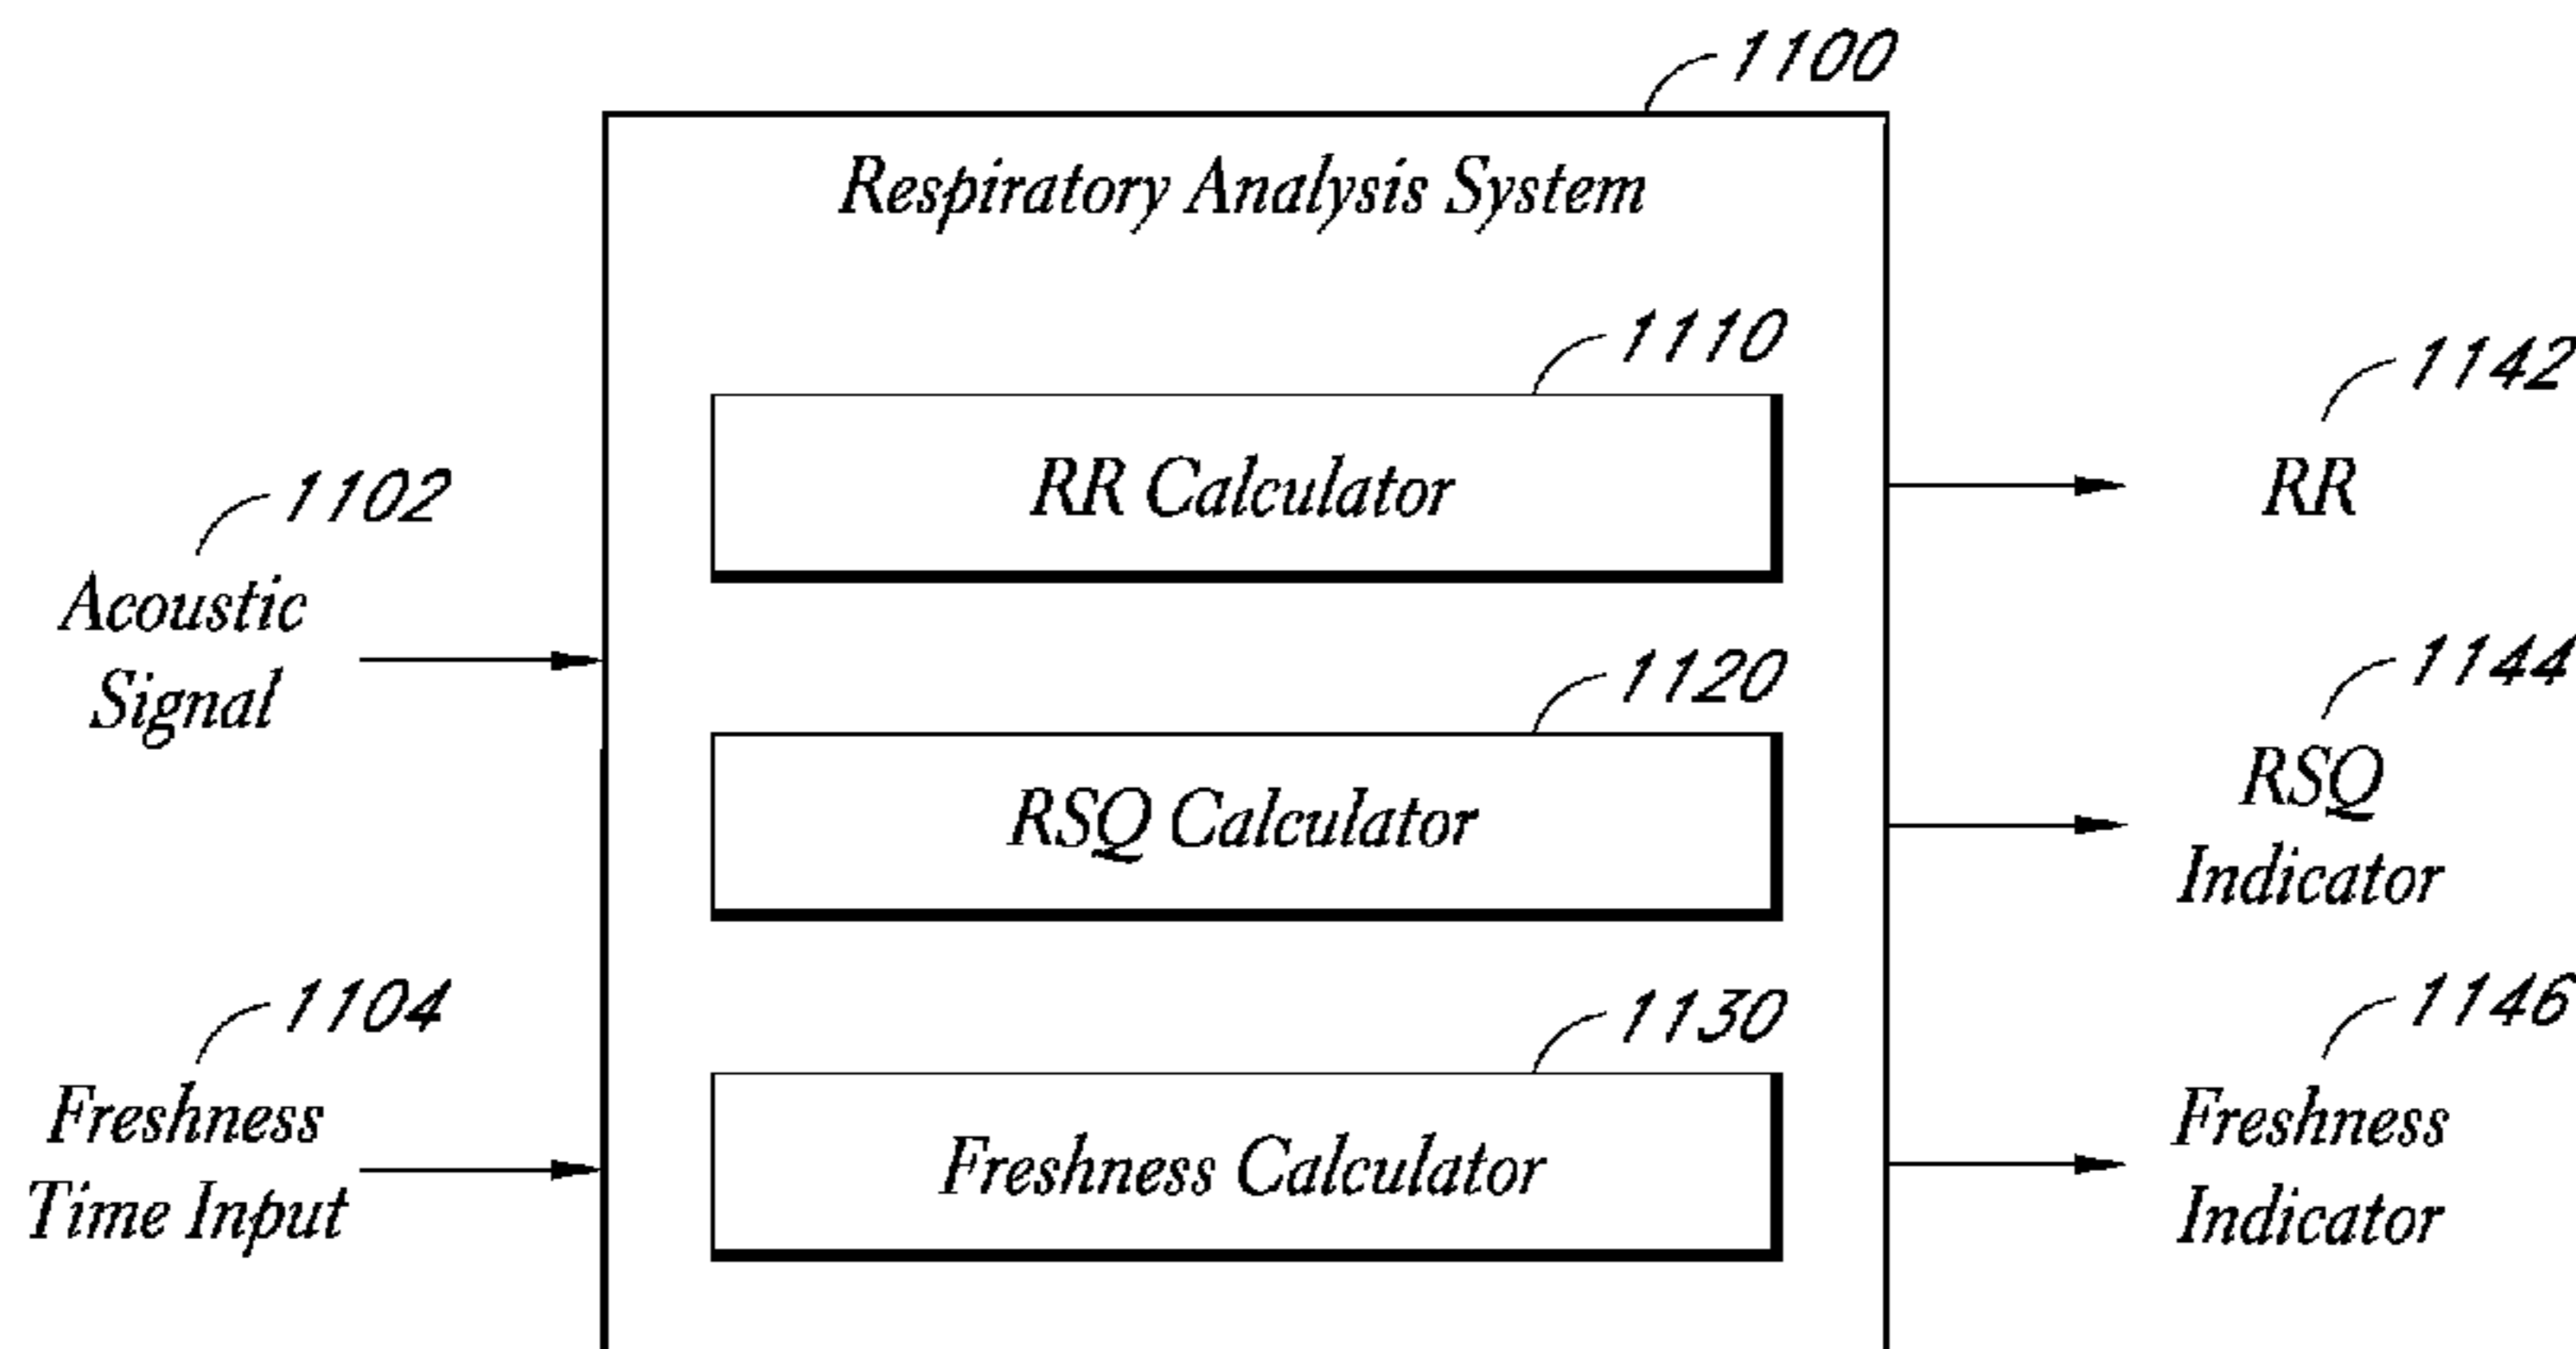 1100
Respiratory Analysis System
1110
RR Calculator
1142
RR
1102
Acoustic
Signal
1120
RSQ Calculator
1144
RSQ
Indicator
1104
Freshness
Time Input
1130
Freshness Calculator
1146
Freshness
Indicator